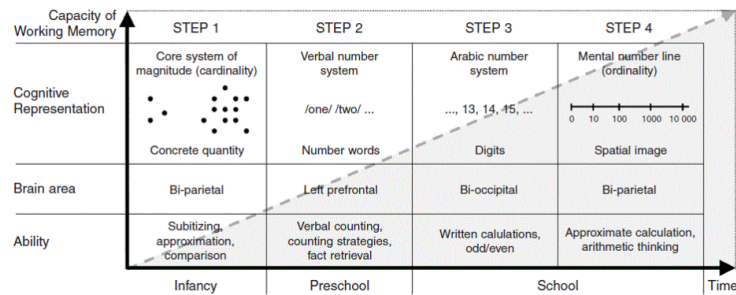 Capacity of
Working Memory
STEP 1
STEP 2
STEP 3
STEP 4
Cognitive
Representation
Core system of
magnitude (cardinality)
Concrete quantity
Verbal number
system
/one/ /two/ ...
Number words
Arabic number
system
..., 13, 14, 15, ...
Digits
Mental number line
(ordinality)
0 10 100 1000 10 000
Spatial image
Brain area
Bi-parietal
Left prefrontal
Bi-occipital
Bi-parietal
Ability
Subitizing,
approximation,
comparison
Verbal counting,
counting strategies,
fact retrieval
Written calulations,
odd/even
Approximate calculation,
arithmetic thinking
Infancy
Preschool
School
Time